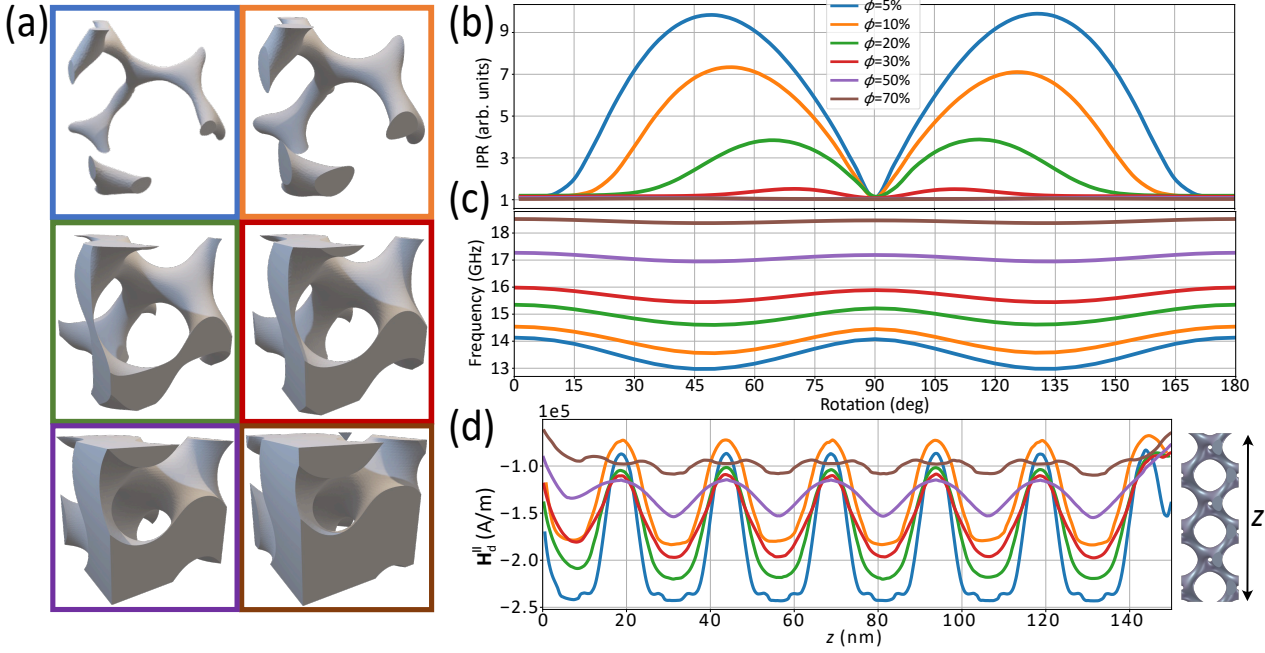 (a)
(b)
IPR (arb. units)
9
7
5
3
1
ϕ=5%
ϕ=10%
ϕ=20%
ϕ=30%
ϕ=50%
ϕ=70%
(c)
Frequency (GHz)
18
17
16
15
14
13
0 15 30 45 60 75 90 105 120 135 150 165 180
Rotation (deg)
(d)
1e5
H_d^|| (A/m)
−1.0
−1.5
−2.0
−2.5
0 20 40 60 80 100 120 140
z (nm)
z